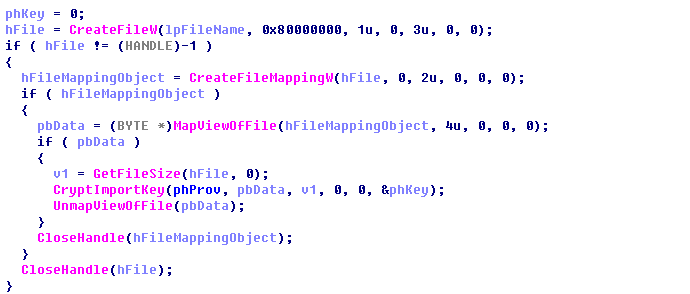 phKey = 0;
hFile = CreateFileW(lpFileName, 0x80000000, 1u, 0, 3u, 0, 0);
if ( hFile != (HANDLE)-1 )
{
hFileMappingObject = CreateFileMappingW(hFile, 0, 2u, 0, 0, 0);
if ( hFileMappingObject )
{
pbData = (BYTE *)MapViewOfFile(hFileMappingObject, 4u, 0, 0, 0);
if ( pbData )
{
v1 = GetFileSize(hFile, 0);
CryptImportKey(phProv, pbData, v1, 0, 0, &phKey);
UnmapViewOfFile(pbData);
}
CloseHandle(hFileMappingObject);
}
CloseHandle(hFile);
}